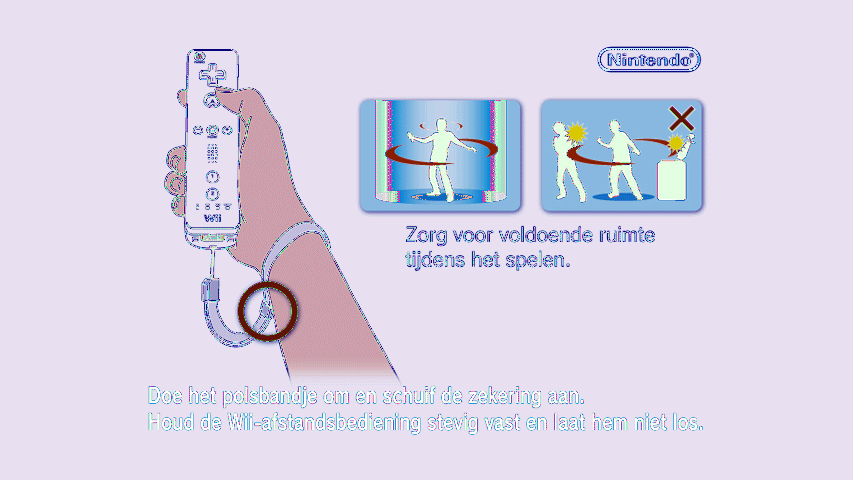 Nintendo®
Wii
Zorg voor voldoende ruimte
tijdens het spelen.
Doe het polsbandje om en schuif de zekering aan.
Houd de Wii-afstandsbediening stevig vast en laat hem niet los.